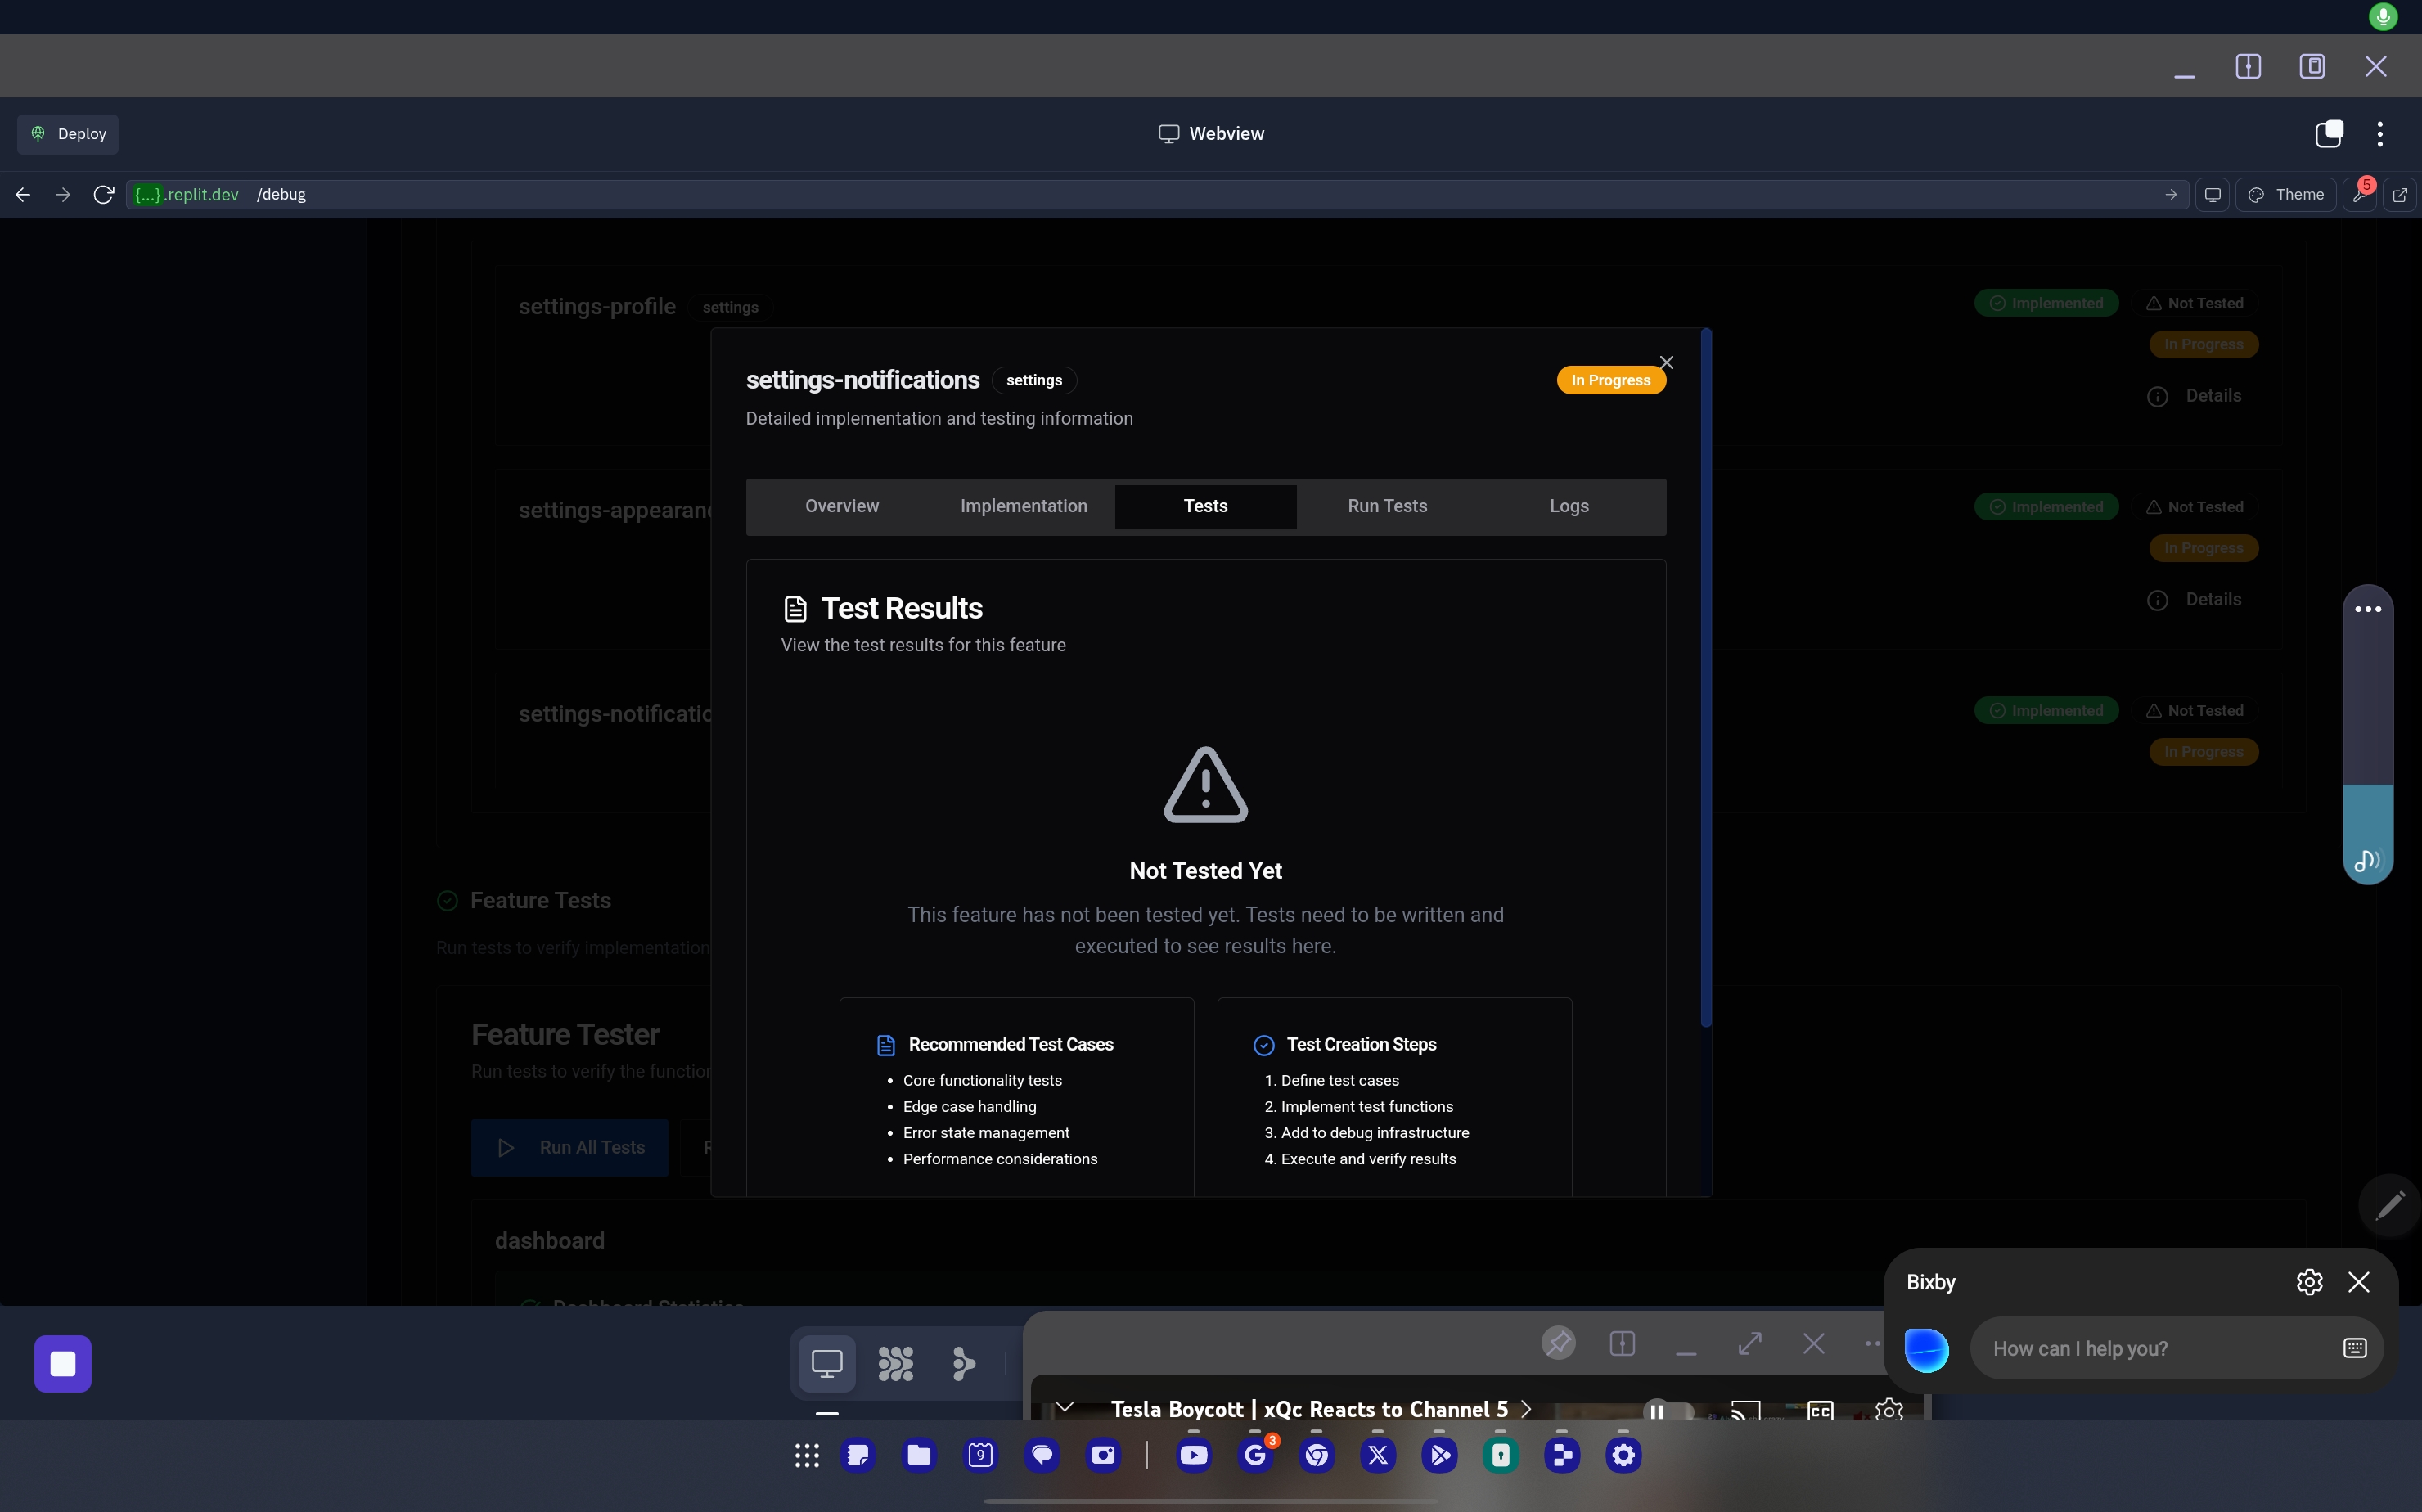 Deploy
Webview
{...}.replit.dev /debug
Theme
5
settings-profile settings
Implemented Not Tested
In Progress
Details
settings-notifications settings
In Progress
Detailed implementation and testing information
Overview Implementation Tests Run Tests Logs
settings-appearanc
Implemented Not Tested
In Progress
Details
Test Results
View the test results for this feature
settings-notificatio
Implemented Not Tested
In Progress
Not Tested Yet
This feature has not been tested yet. Tests need to be written and
executed to see results here.
Feature Tests
Run tests to verify implementation
Recommended Test Cases
• Core functionality tests
• Edge case handling
• Error state management
• Performance considerations
Test Creation Steps
1. Define test cases
2. Implement test functions
3. Add to debug infrastructure
4. Execute and verify results
Feature Tester
Run tests to verify the function
Run All Tests
dashboard
Dashboard Statistics
Bixby
How can I help you?
Tesla Boycott | xQc Reacts to Channel 5
CC
9
G
3